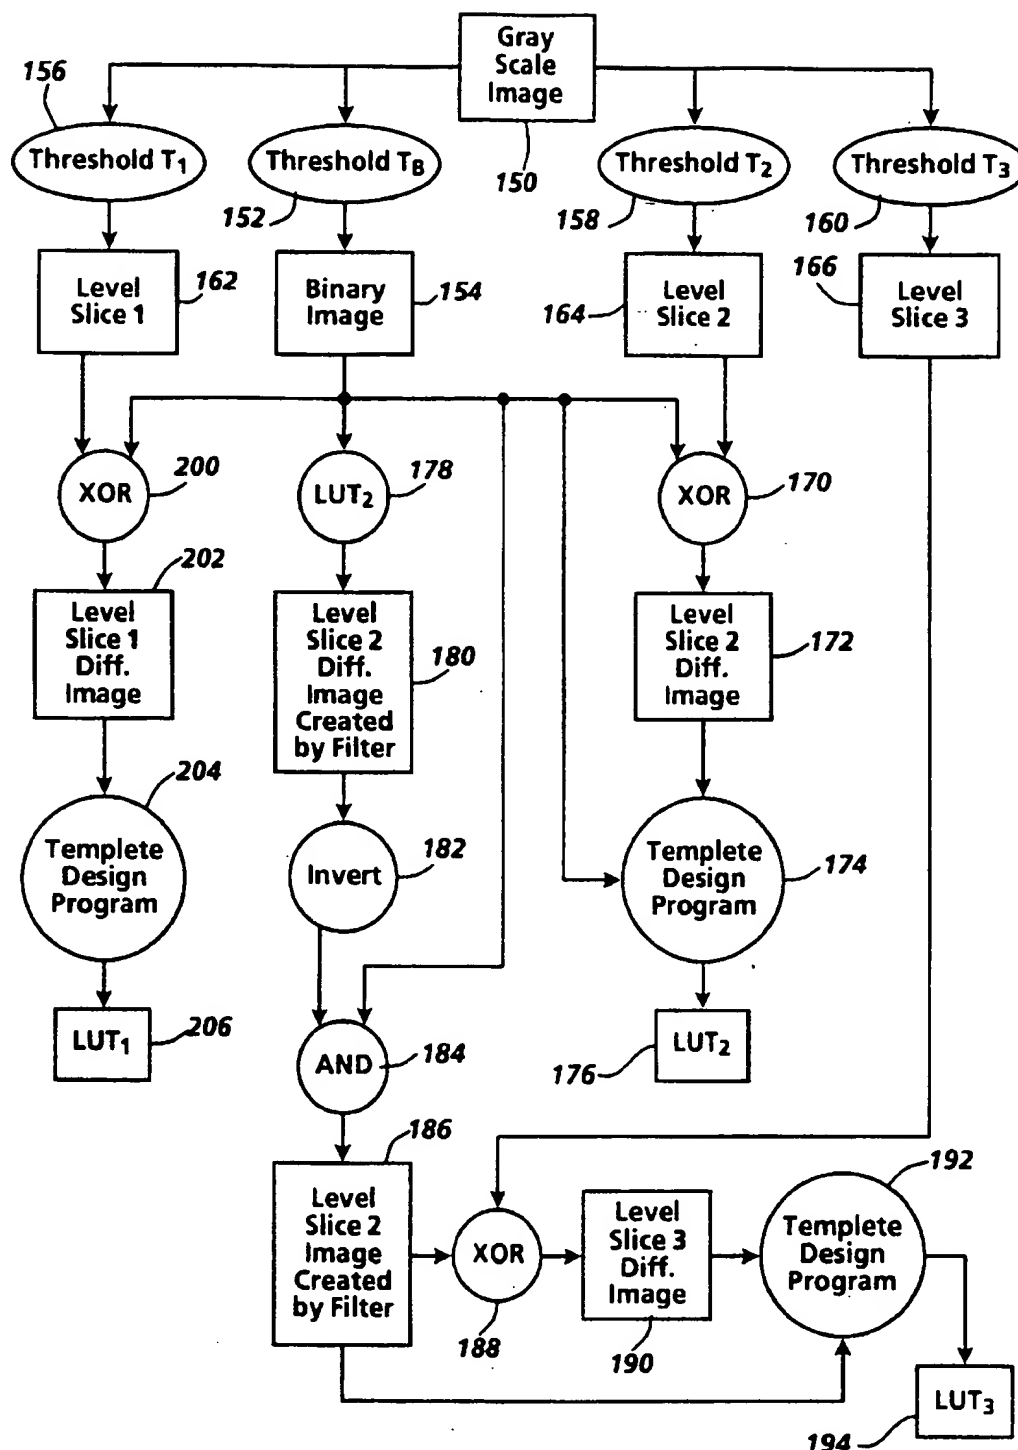 Gray
Scale
Image
150
156
Threshold T1
Threshold TB
152
Threshold T2
158
Threshold T3
160
Level
Slice 1
162
Binary
Image
154
164
Level
Slice 2
166
Level
Slice 3
XOR
200
LUT2
178
XOR
170
202
Level
Slice 1
Diff.
Image
Level
Slice 2
Diff.
Image
Created
by Filter
180
Level
Slice 2
Diff.
Image
172
204
Templete
Design
Program
Invert
182
Templete
Design
Program
174
LUT1
206
AND
184
LUT2
176
186
Level
Slice 2
Image
Created
by Filter
XOR
188
Level
Slice 3
Diff.
Image
190
192
Templete
Design
Program
LUT3
194